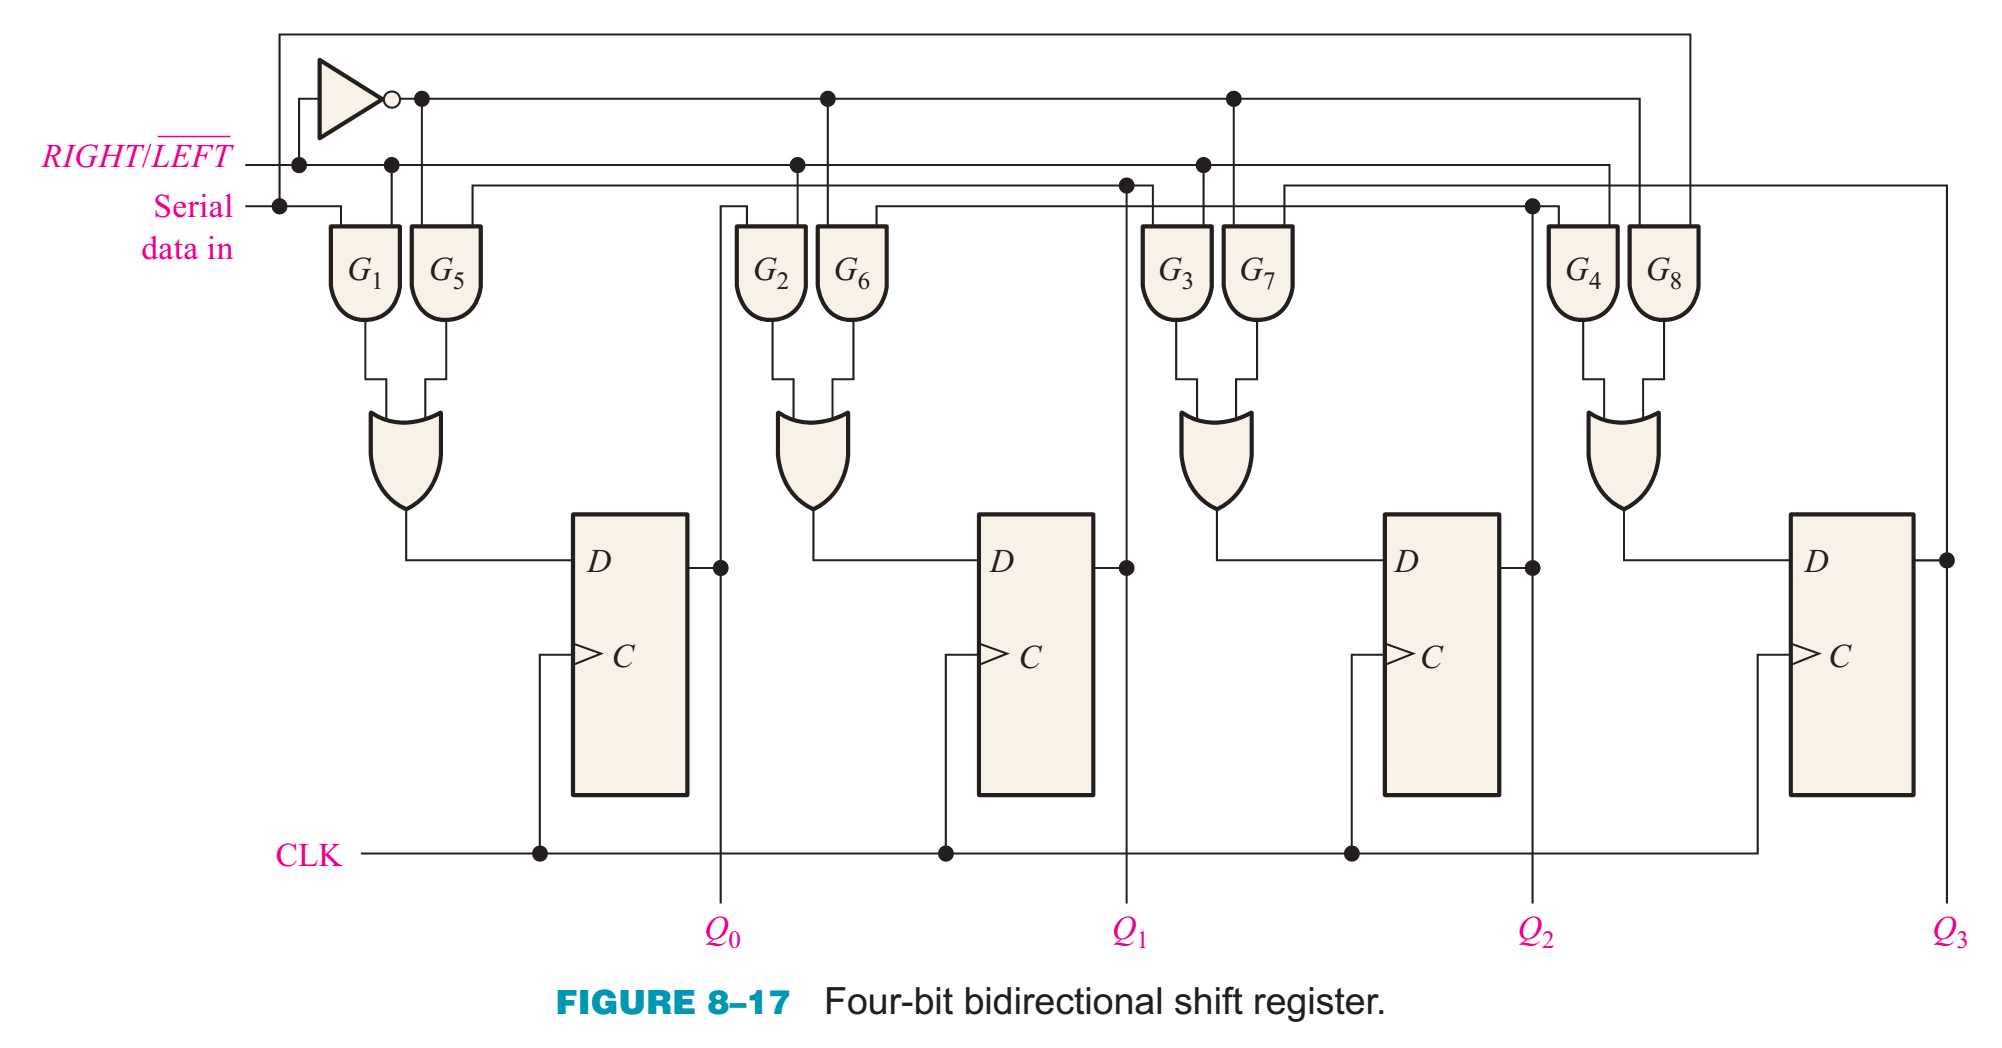 RIGHT/L̅E̅F̅T̅
Serial
data in
G₁ G₅ G₂ G₆ G₃ G₇ G₄ G₈
D D D D
C C C C
CLK
Q₀ Q₁ Q₂ Q₃
FIGURE 8–17 Four-bit bidirectional shift register.